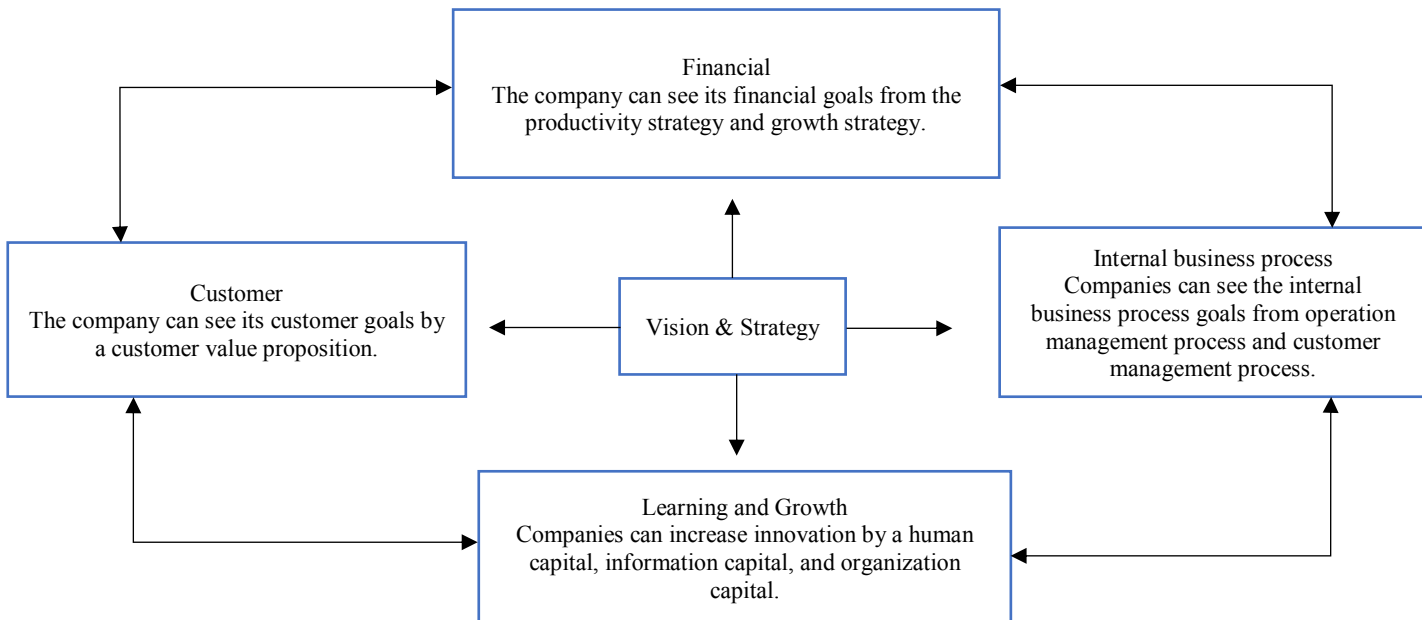 Financial
The company can see its financial goals from the
productivity strategy and growth strategy.
Customer
The company can see its customer goals by
a customer value proposition.
Vision & Strategy
Internal business process
Companies can see the internal
business process goals from operation
management process and customer
management process.
Learning and Growth
Companies can increase innovation by a human
capital, information capital, and organization
capital.